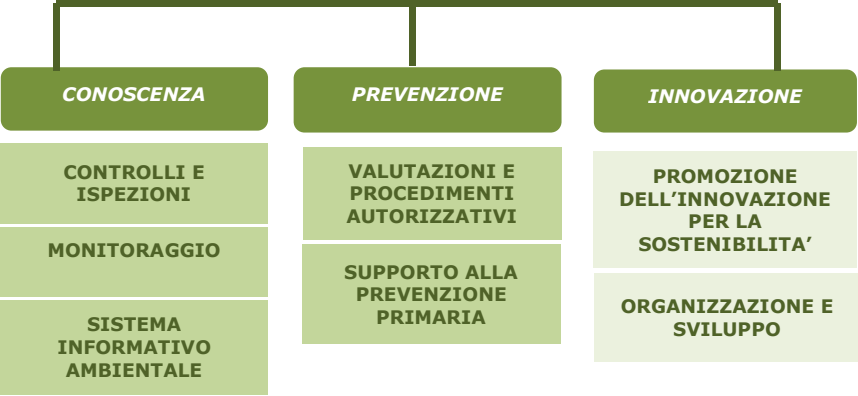 CONOSCENZA
CONTROLLI E
ISPEZIONI
MONITORAGGIO
SISTEMA
INFORMATIVO
AMBIENTALE
PREVENZIONE
VALUTAZIONI E
PROCEDIMENTI
AUTORIZZATIVI
SUPPORTO ALLA
PREVENZIONE
PRIMARIA
INNOVAZIONE
PROMOZIONE
DELL’INNOVAZIONE
PER LA
SOSTENIBILITA’
ORGANIZZAZIONE E
SVILUPPO